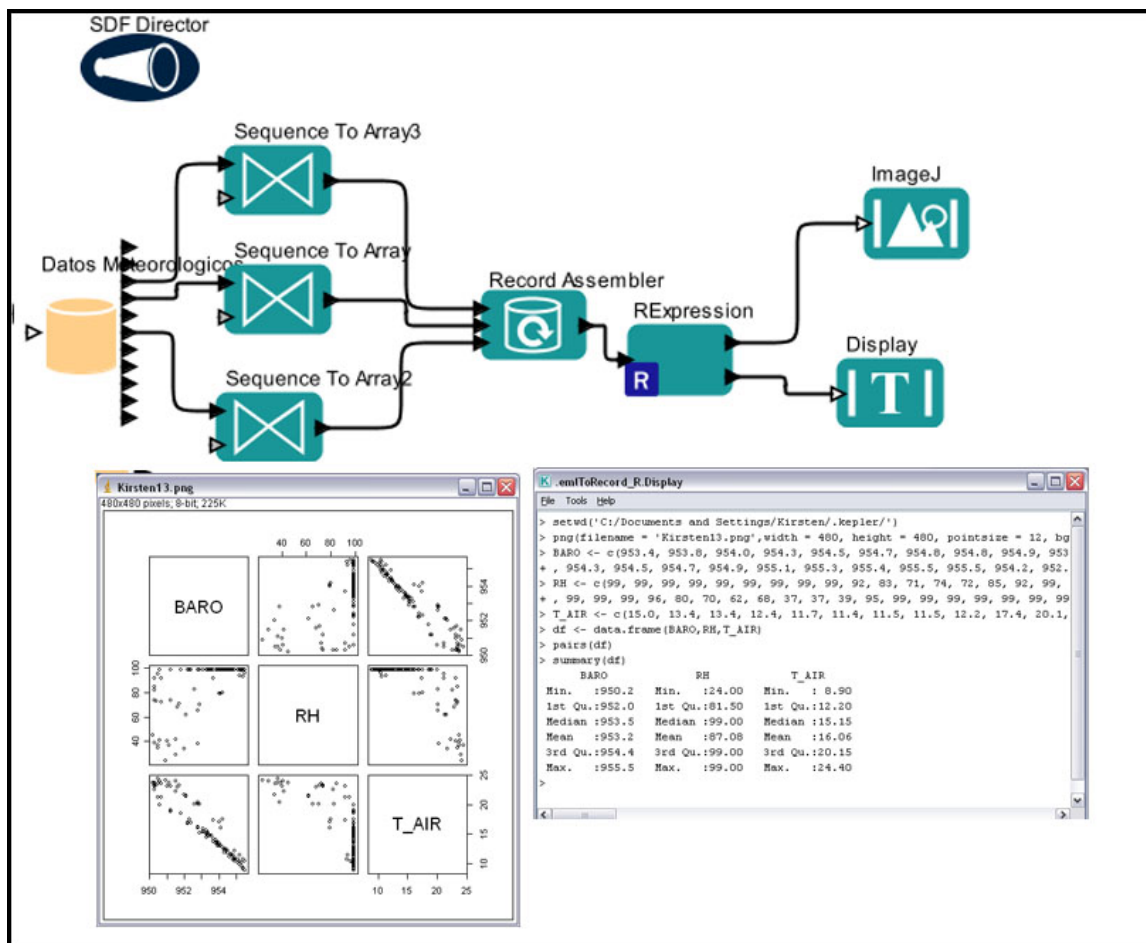 SDF Director
Sequence To Array3
ImageJ
Sequence To Array
Datos Meteorologicos
Record Assembler
RExpression
R
Display
T
Sequence To Array2
Kirsten13.png
480x480 pixels; 8-bit; 225K
40 60 80 100
BARO
950 952 954
40 60 80 100
RH
T_AIR
10 15 20 25
950 952 954
10 15 20 25
.emlToRecord_R.Display
File Tools Help
> setwd('C:/Documents and Settings/Kirsten/.kepler/')
> png(filename = 'Kirsten13.png',width = 480, height = 480, pointsize = 12, bg
> BARO <- c(953.4, 953.8, 954.0, 954.3, 954.5, 954.7, 954.8, 954.8, 954.9, 953
+ , 954.3, 954.5, 954.7, 954.9, 955.1, 955.3, 955.4, 955.5, 955.5, 954.2, 952.
> RH <- c(99, 99, 99, 99, 99, 99, 99, 99, 99, 92, 83, 71, 74, 72, 85, 92, 99,
+ , 99, 99, 99, 96, 80, 70, 62, 68, 37, 37, 39, 95, 99, 99, 99, 99, 99, 99, 99
> T_AIR <- c(15.0, 13.4, 13.4, 12.4, 11.7, 11.4, 11.5, 11.5, 12.2, 17.4, 20.1,
> df <- data.frame(BARO,RH,T_AIR)
> pairs(df)
> summary(df)
BARO RH T_AIR
Min. :950.2 Min. :24.00 Min. : 8.90
1st Qu.:952.0 1st Qu.:81.50 1st Qu.:12.20
Median :953.5 Median :99.00 Median :15.15
Mean :953.2 Mean :87.08 Mean :16.06
3rd Qu.:954.4 3rd Qu.:99.00 3rd Qu.:20.15
Max. :955.5 Max. :99.00 Max. :24.40
>